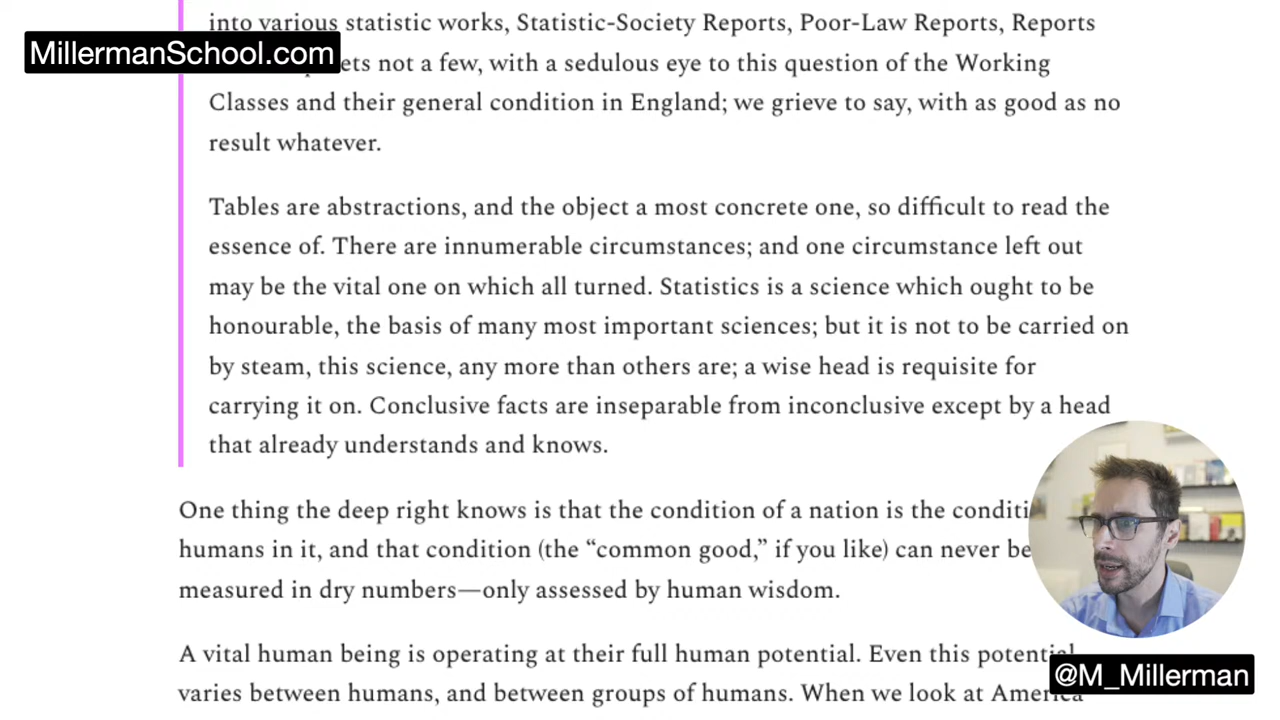 into various statistic works, Statistic-Society Reports, Poor-Law Reports, Reports
MillermanSchool.com
ets not a few, with a sedulous eye to this question of the Working
Classes and their general condition in England; we grieve to say, with as good as no
result whatever.
Tables are abstractions, and the object a most concrete one, so difficult to read the
essence of. There are innumerable circumstances; and one circumstance left out
may be the vital one on which all turned. Statistics is a science which ought to be
honourable, the basis of many most important sciences; but it is not to be carried on
by steam, this science, any more than others are; a wise head is requisite for
carrying it on. Conclusive facts are inseparable from inconclusive except by a head
that already understands and knows.
One thing the deep right knows is that the condition of a nation is the
humans in it, and that condition (the “common good,” if you like) can never be
measured in dry numbers—only assessed by human wisdom.
A vital human being is operating at their full human potential. Even this potential
varies between humans, and between groups of humans. When we look at America
@M_Millerman